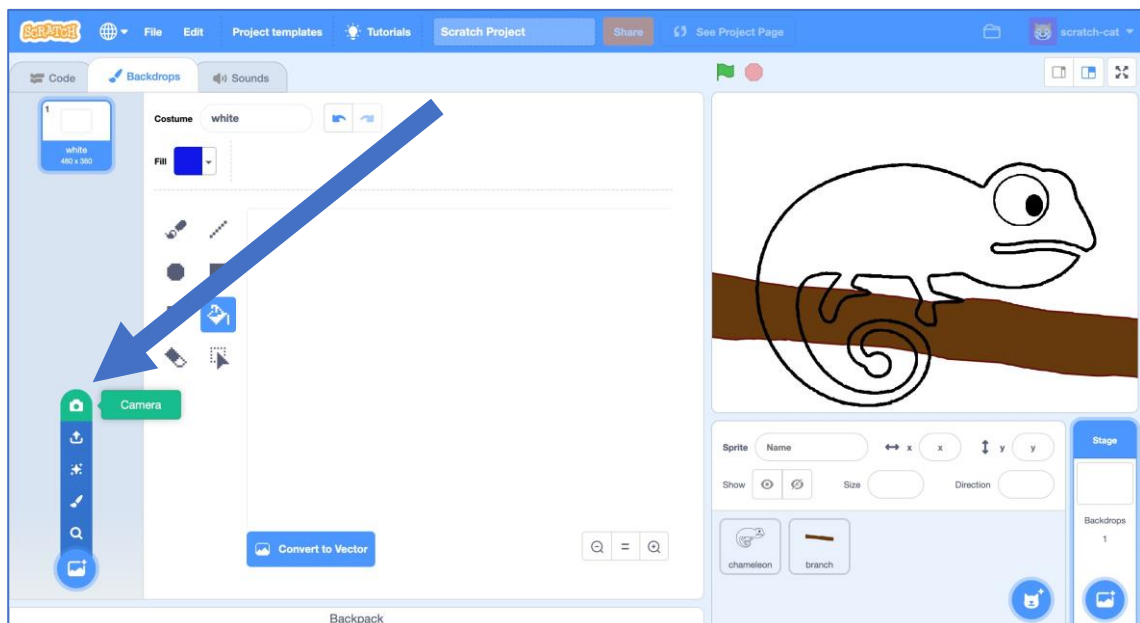 SCRATCH File Edit Project templates Tutorials Scratch Project Share See Project Page scratch-cat
Code Backdrops Sounds
1
white
480 x 360
Costume white
Fill
Camera
Convert to Vector
Backpack
Sprite Name x x y y
Show Size Direction
chameleon branch
Stage
Backdrops
1